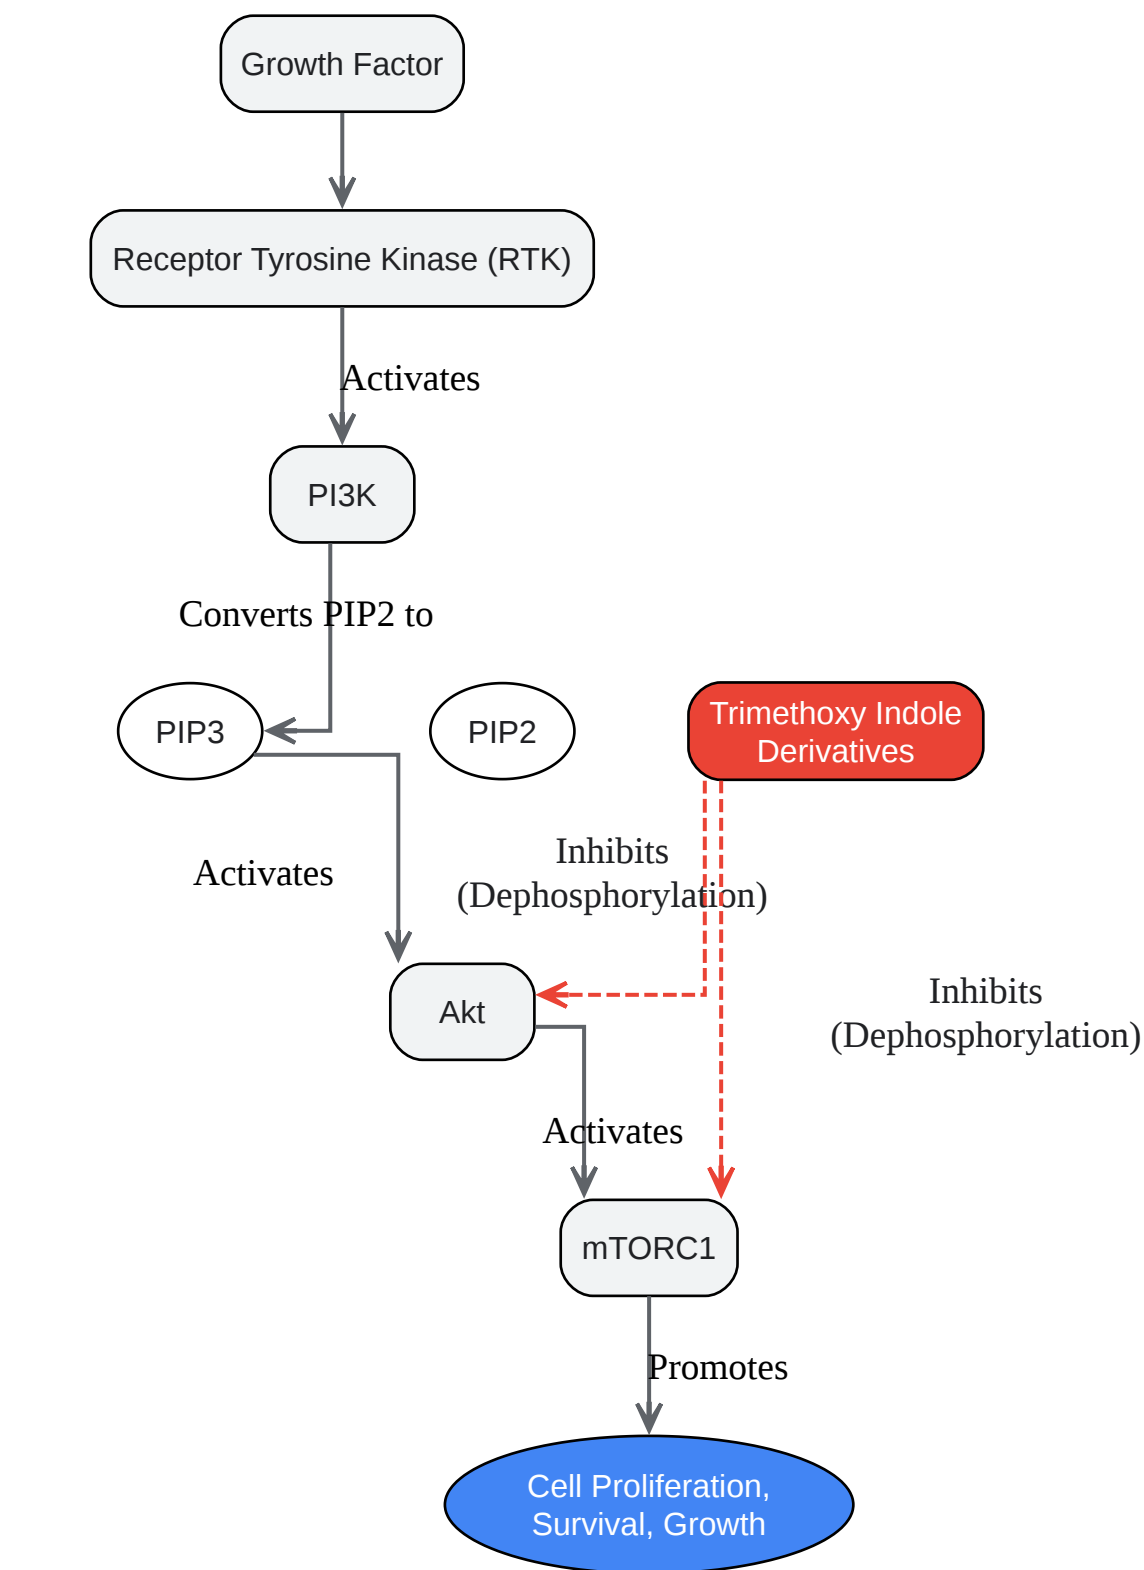 Growth Factor
Receptor Tyrosine Kinase (RTK)
Activates
PI3K
Converts PIP2 to
PIP3
PIP2
Trimethoxy Indole
Derivatives
Inhibits
(Dephosphorylation)
Activates
Inhibits
(Dephosphorylation)
Akt
Activates
mTORC1
Promotes
Cell Proliferation,
Survival, Growth